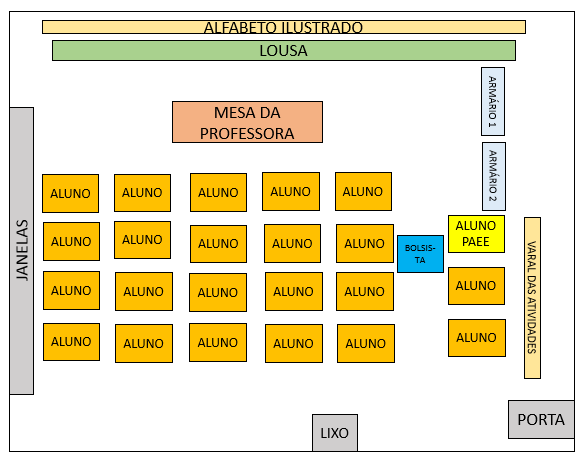 ALFABETO ILUSTRADO
LOUSA
ARMÁRIO 1
MESA DA
PROFESSORA
ARMÁRIO 2
JANELAS
ALUNO
ALUNO
ALUNO
ALUNO
ALUNO
ALUNO
PAEE
ALUNO
ALUNO
ALUNO
ALUNO
ALUNO
BOLSIS-
TA
VARAL DAS ATIVIDADES
ALUNO
ALUNO
ALUNO
ALUNO
ALUNO
ALUNO
ALUNO
ALUNO
ALUNO
ALUNO
ALUNO
ALUNO
PORTA
LIXO